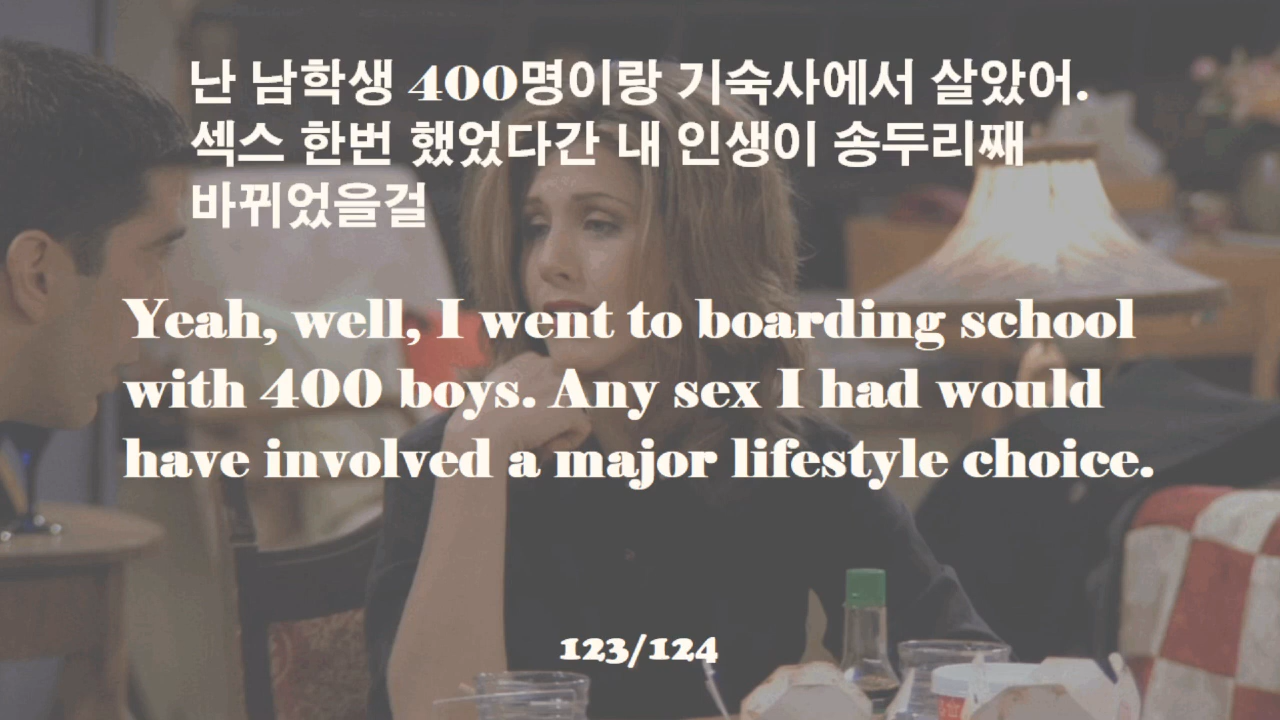 난 남학생 400명이랑 기숙사에서 살았어.
섹스 한번 했었다간 내 인생이 송두리째
바뀌었을걸
Yeah, well, I went to boarding school
with 400 boys. Any sex I had would
have involved a major lifestyle choice.
123/124